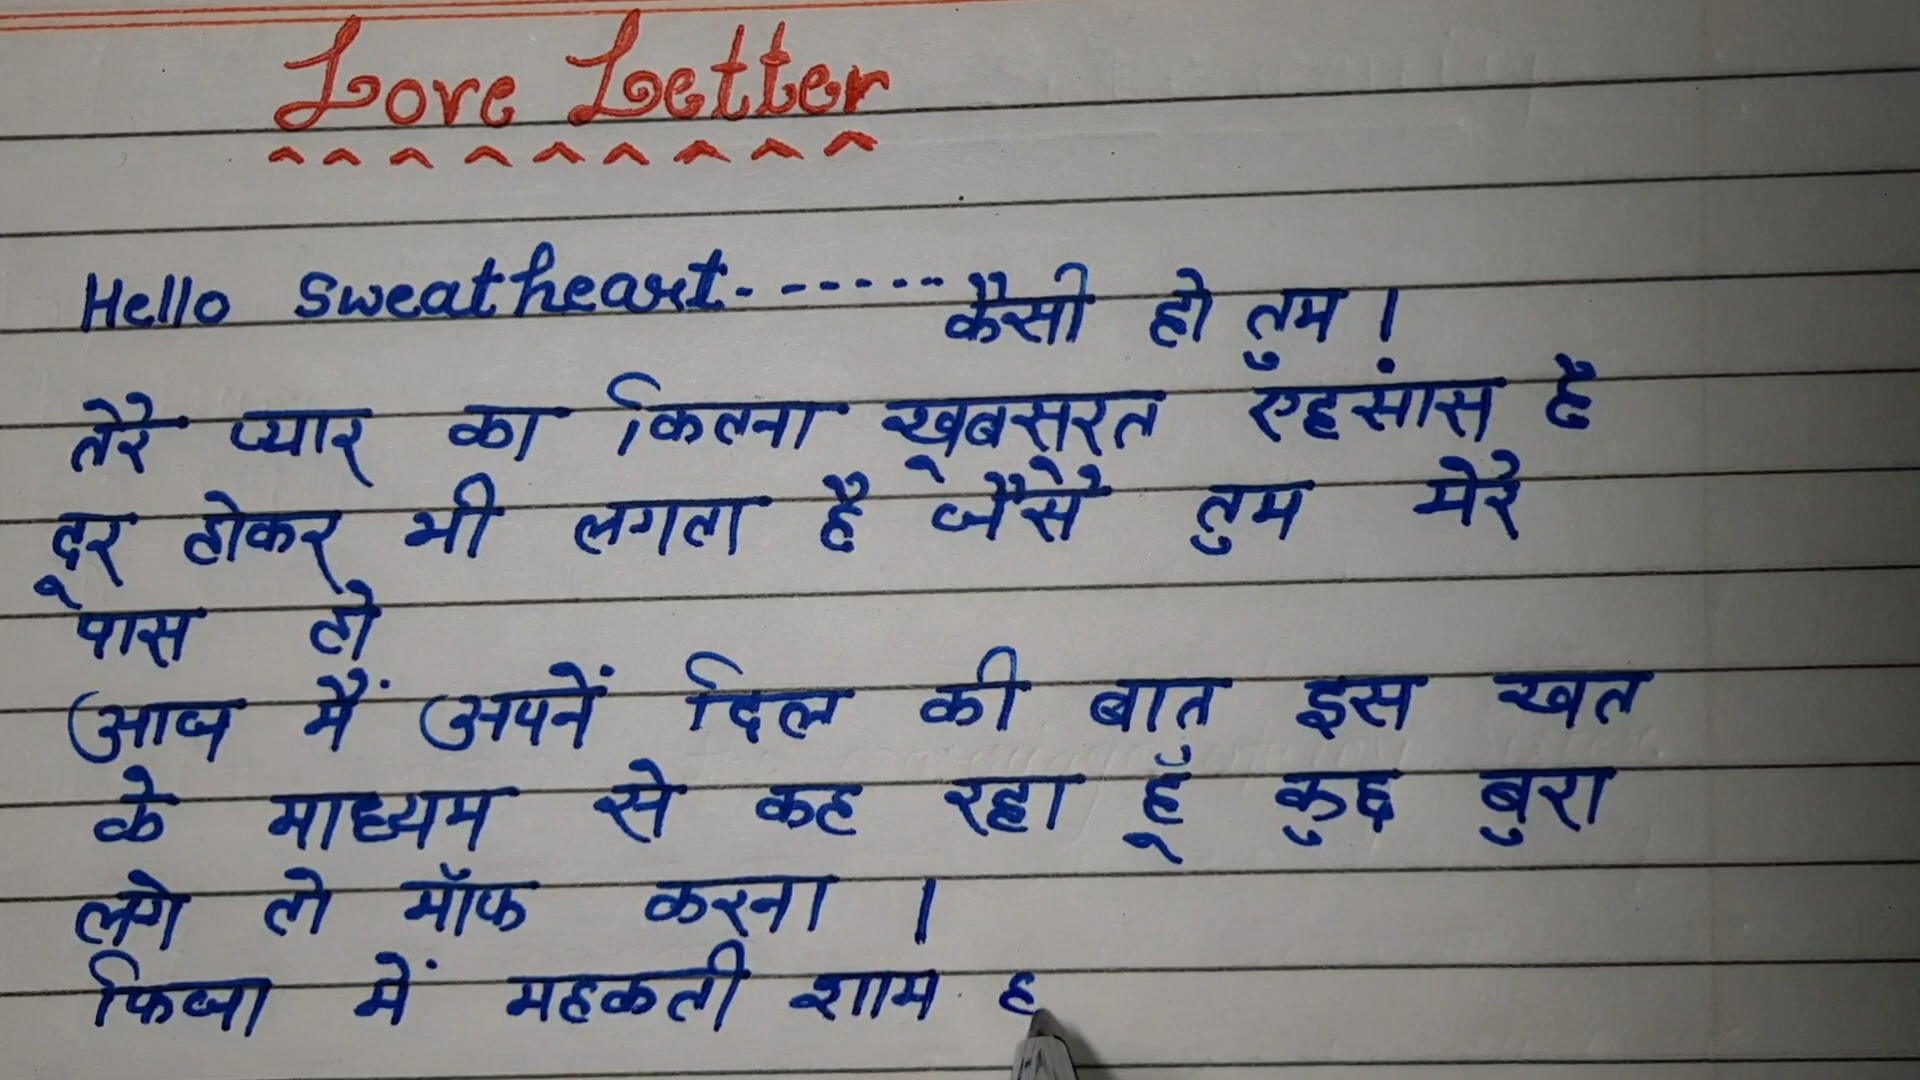 Love Letter
Hello Sweatheart------- कैसी हो तुम।
तेरे प्यार का कितना खूबसूरत एहसांस है
दूर होकर भी लगता है जैसे तुम मेरे
पास हो
आज मैं अपनें दिल की बात इस खत
के माध्यम से कह रहा हूँ कुछ बुरा
लगे तो मॉफ करना ।
फिजा में महकती शाम ह